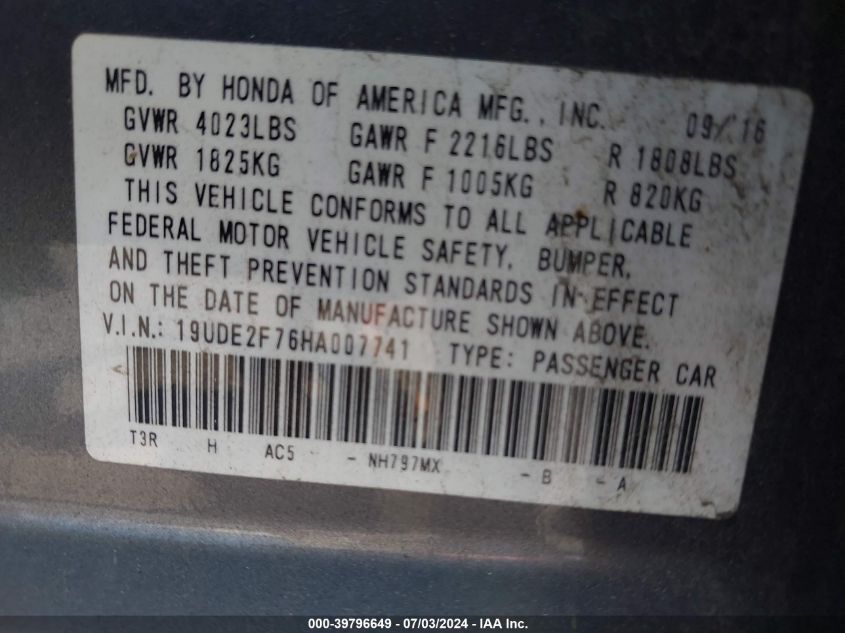 MFD. BY HONDA OF AMERICA MFG., INC. 09/16
GVWR 4023LBS GAWR F 2216LBS R 1808LBS
GVWR 1825KG GAWR F 1005KG R 820KG
THIS VEHICLE CONFORMS TO ALL APPLICABLE
FEDERAL MOTOR VEHICLE SAFETY, BUMPER,
AND THEFT PREVENTION STANDARDS IN EFFECT
ON THE DATE OF MANUFACTURE SHOWN ABOVE.
V.I.N.: 19UDE2F76HA007741 TYPE: PASSENGER CAR
T3R H AC5 - NH797MX - B - A
000-39796649 / 07/03/2024 - IAA Inc.